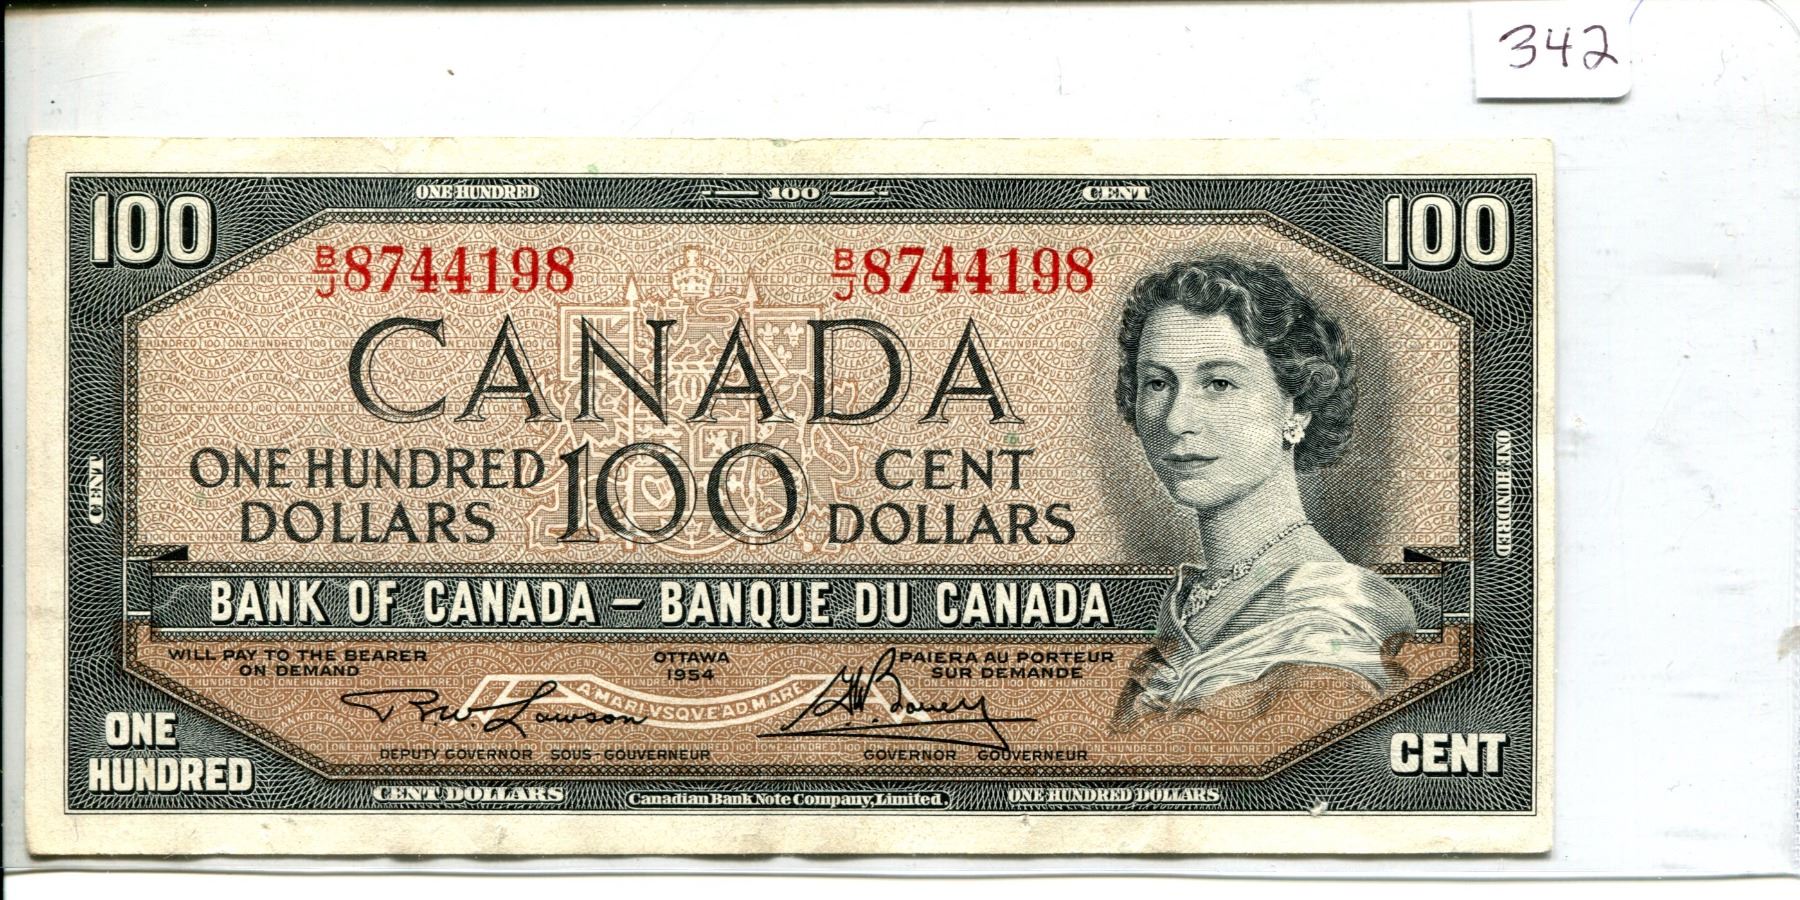 342
ONE HUNDRED 100 CENT
100 100
B/J 8744198 B/J 8744198
CANADA
ONE HUNDRED 100 CENT
DOLLARS DOLLARS
CENT
ONE HUNDRED
BANK OF CANADA – BANQUE DU CANADA
WILL PAY TO THE BEARER OTTAWA PAIERA AU PORTEUR
ON DEMAND 1954 SUR DEMANDE
A MARI VSQVE AD MARE
Lawson G.K. Bouey
DEPUTY GOVERNOR SOUS-GOUVERNEUR GOVERNOR GOUVERNEUR
ONE
HUNDRED
CENT
CENT DOLLARS Canadian Bank Note Company, Limited. ONE HUNDRED DOLLARS